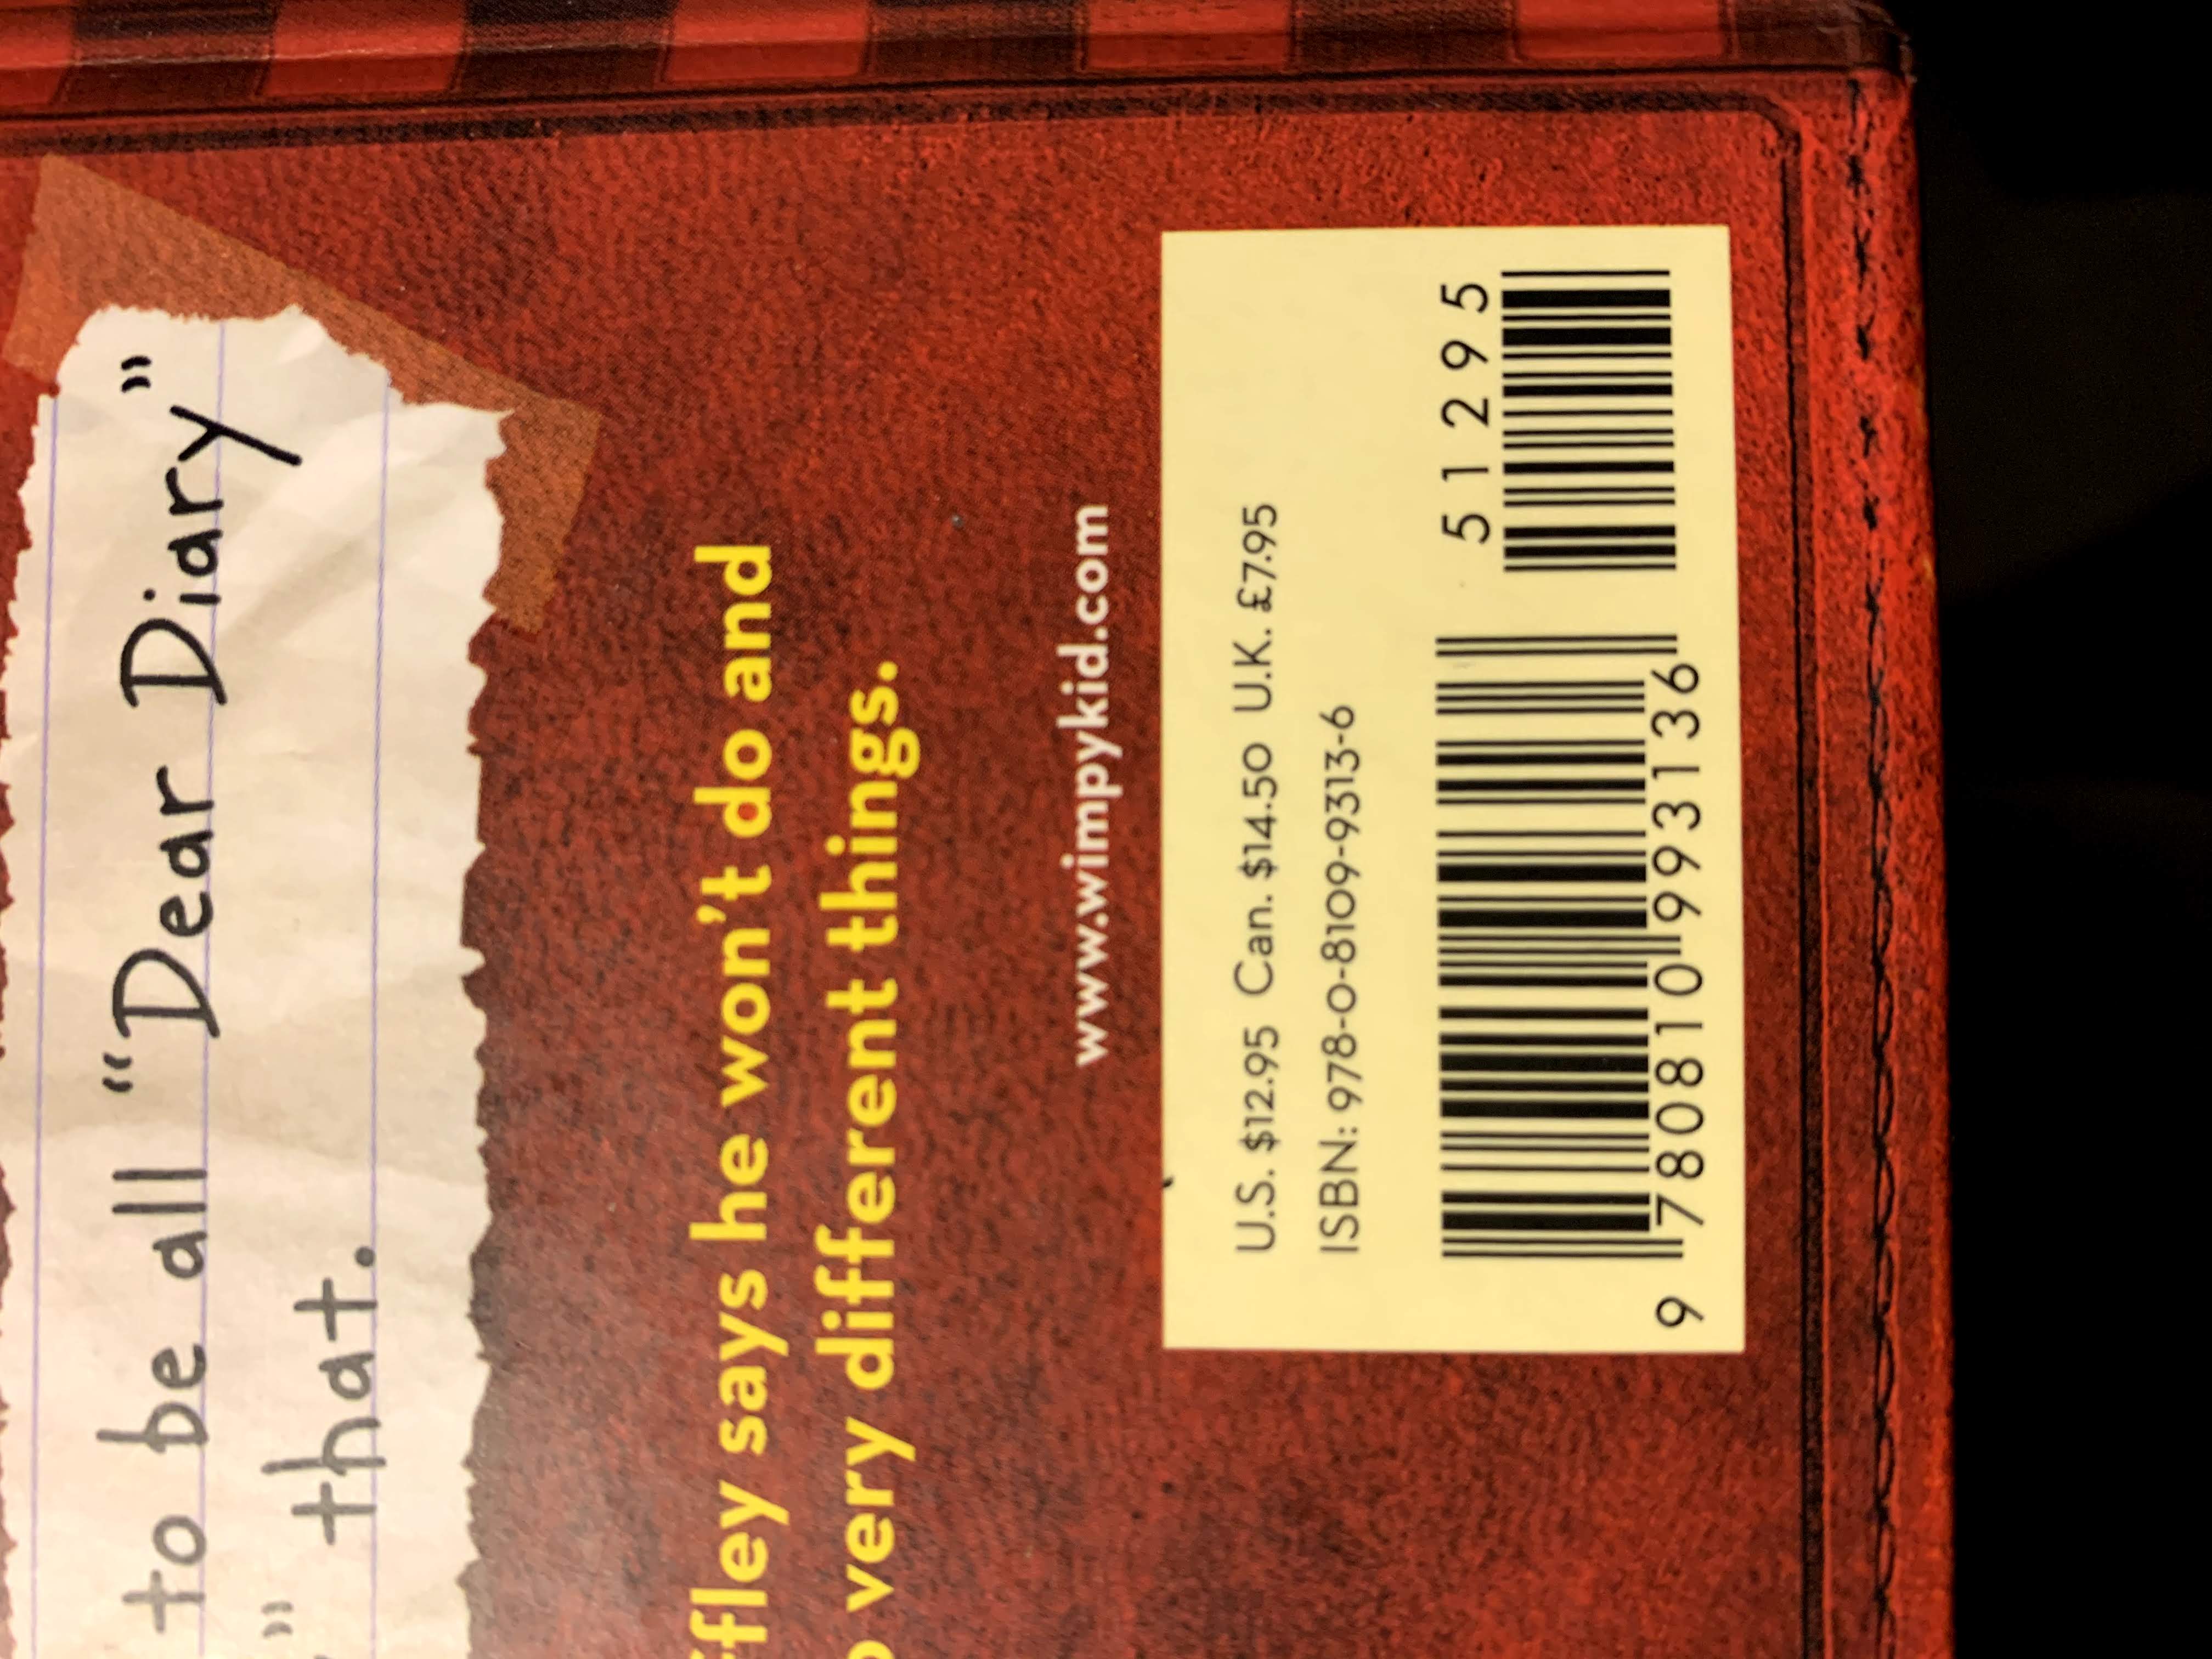 to be all “Dear Diary”
” that.
ffley says he won’t do and
very different things.
www.wimpykid.com
U.S. $12.95 Can. $14.50 U.K. £7.95
ISBN: 978-0-8109-9313-6
51295
9 780810 993136